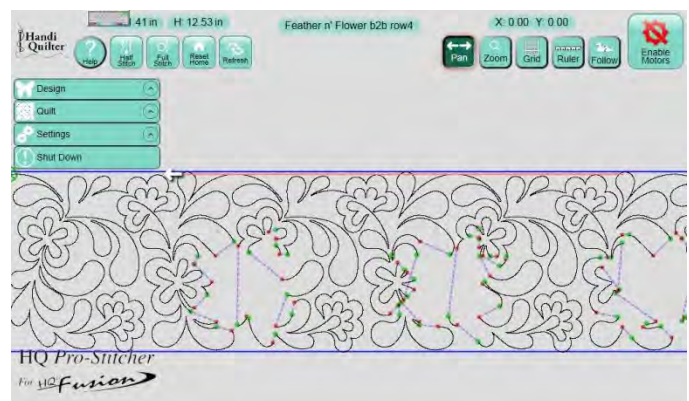 Handi
Quilter
41 in H: 12.53 in
Feather n' Flower b2b row4
X: 0.00 Y: 0.00
Help
Half
Stitch
Full
Stitch
Reset
Home
Refresh
Pan
Zoom
Grid
Ruler
Follow
Enable
Motors
Design
Quilt
Settings
Shut Down
HQ Pro-Stitcher
For HQ Fusion